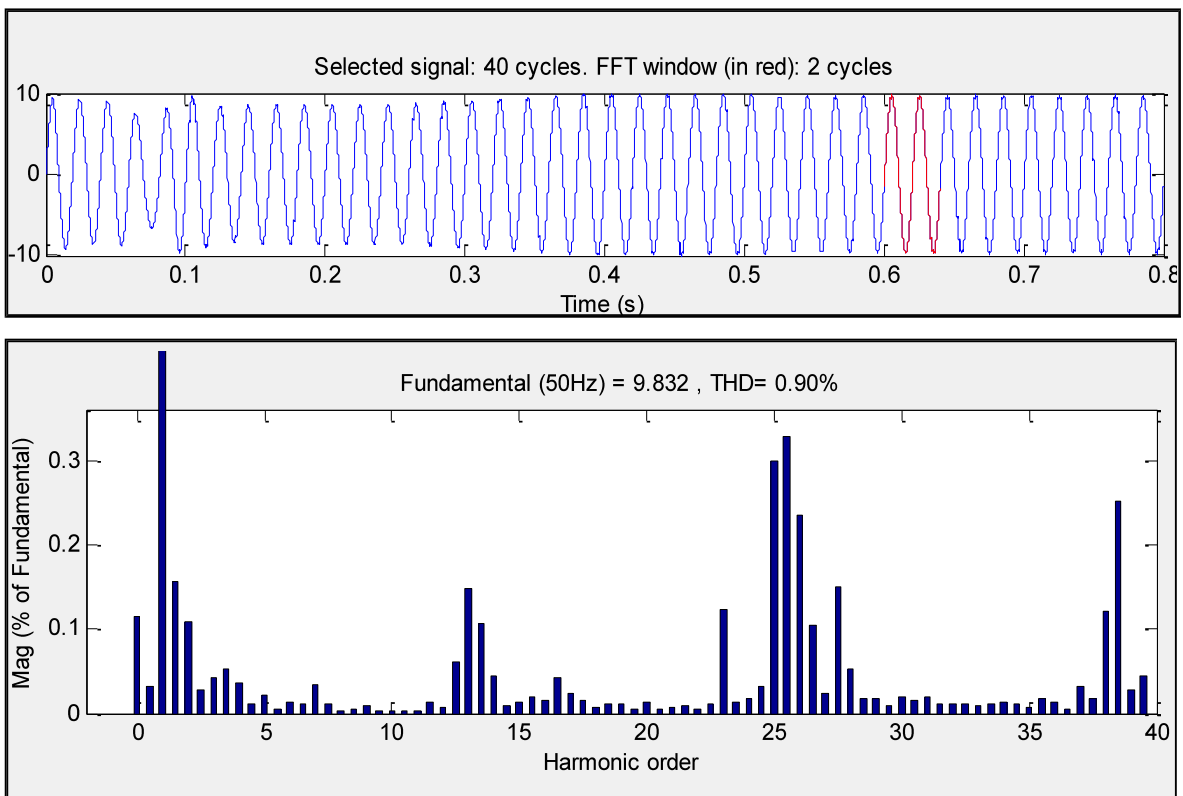 Selected signal: 40 cycles. FFT window (in red): 2 cycles
10
0
-10
0 0.1 0.2 0.3 0.4 0.5 0.6 0.7 0.8
Time (s)
Fundamental (50Hz) = 9.832 , THD= 0.90%
Mag (% of Fundamental)
0.3
0.2
0.1
0
0 5 10 15 20 25 30 35 40
Harmonic order